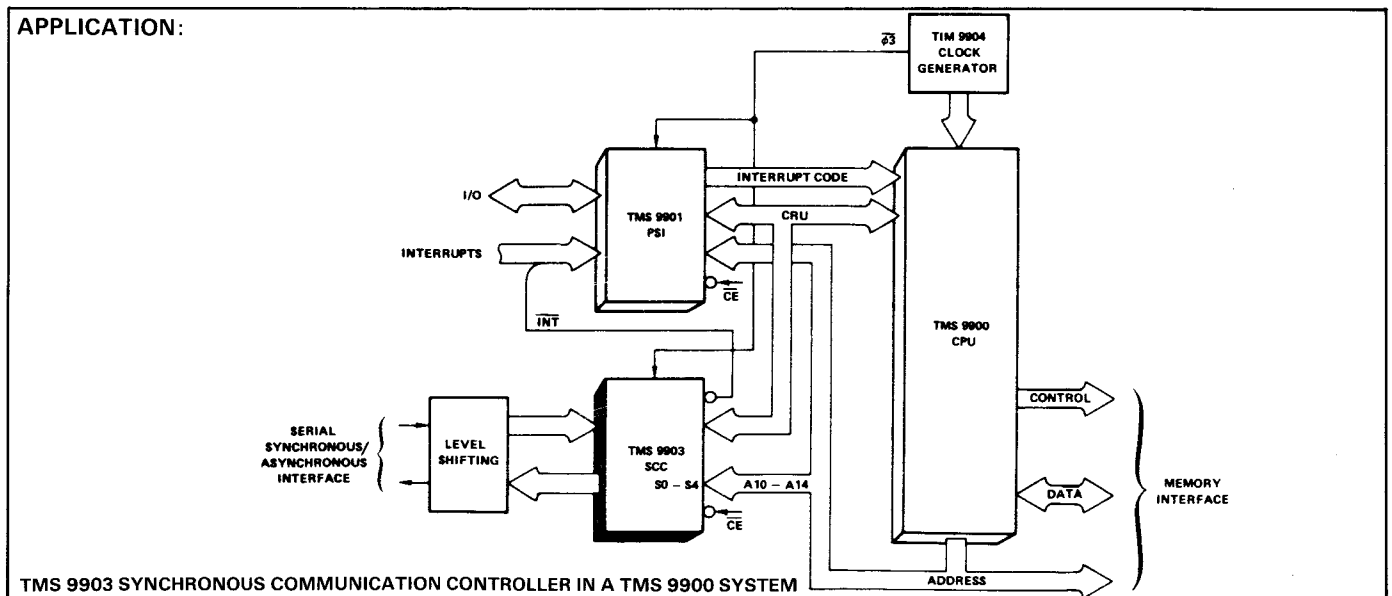 APPLICATION:
φ3
TIM 9904
CLOCK
GENERATOR
INTERRUPT CODE
I/O
TMS 9901
PSI
CRU
INTERRUPTS
CE
INT
TMS 9900
CPU
CONTROL
SERIAL
SYNCHRONOUS/
ASYNCHRONOUS
INTERFACE
LEVEL
SHIFTING
TMS 9903
SCC
S0 – S4
A10 – A14
CE
DATA
MEMORY
INTERFACE
ADDRESS
TMS 9903 SYNCHRONOUS COMMUNICATION CONTROLLER IN A TMS 9900 SYSTEM